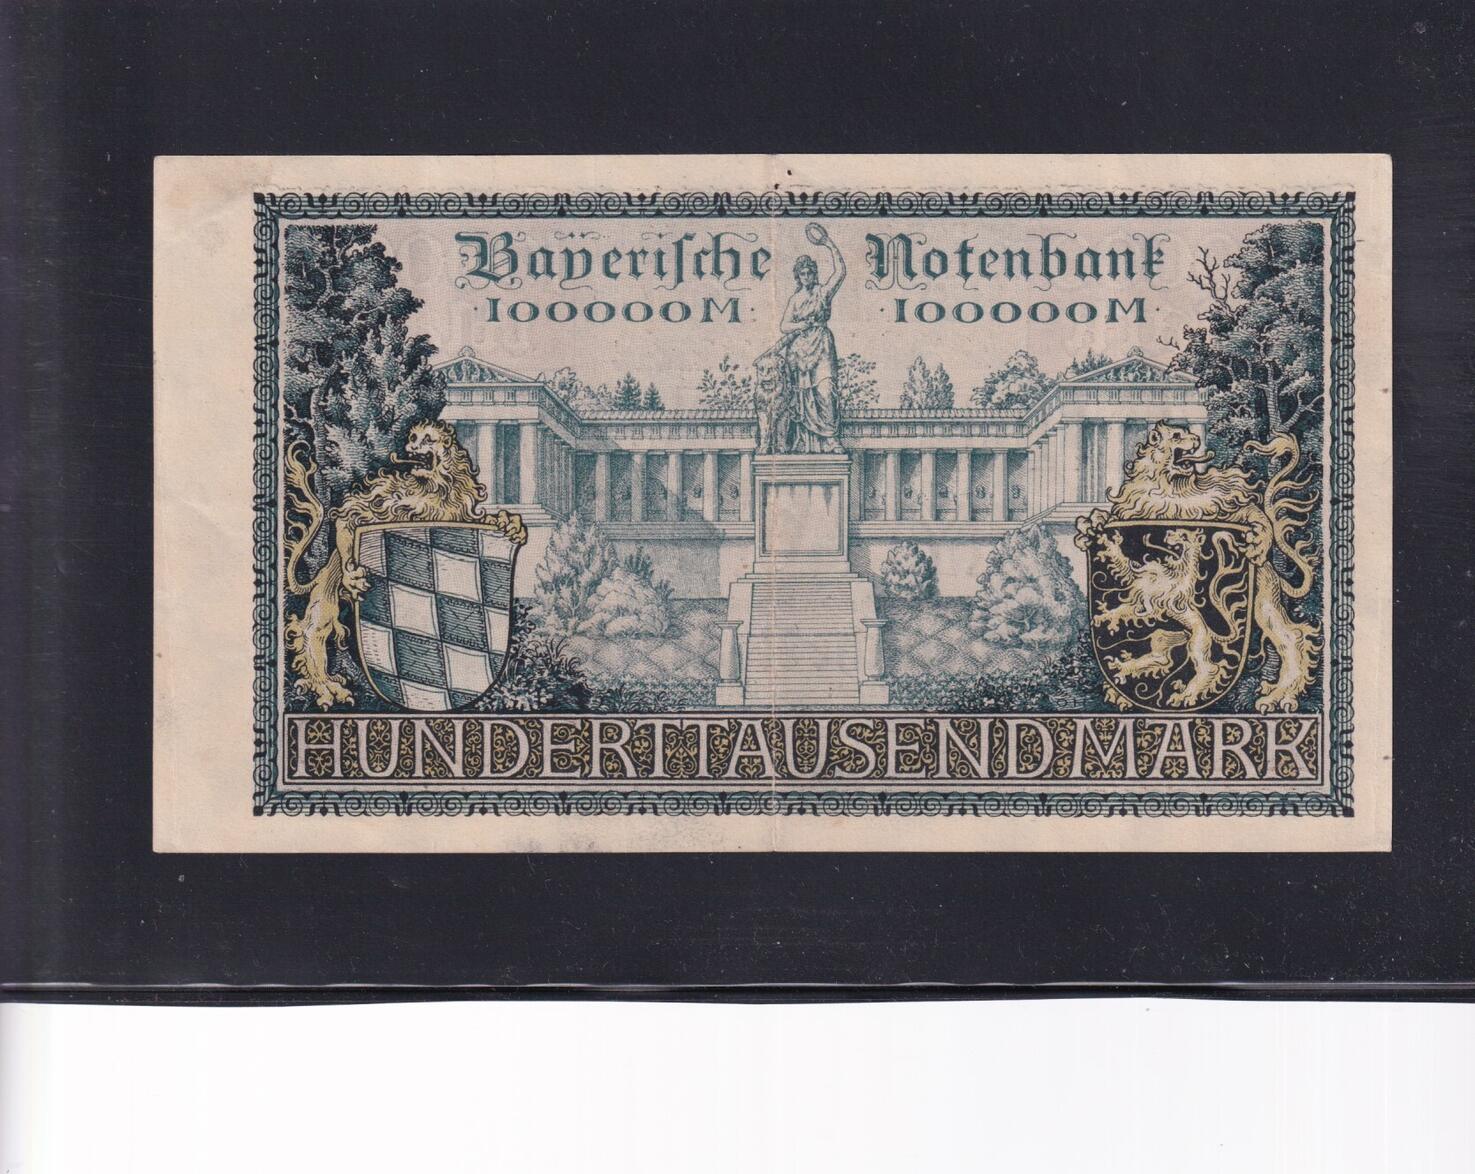 Bayerische Notenbank
·100000M· ·100000M·
HUNDERTTAUSEND MARK